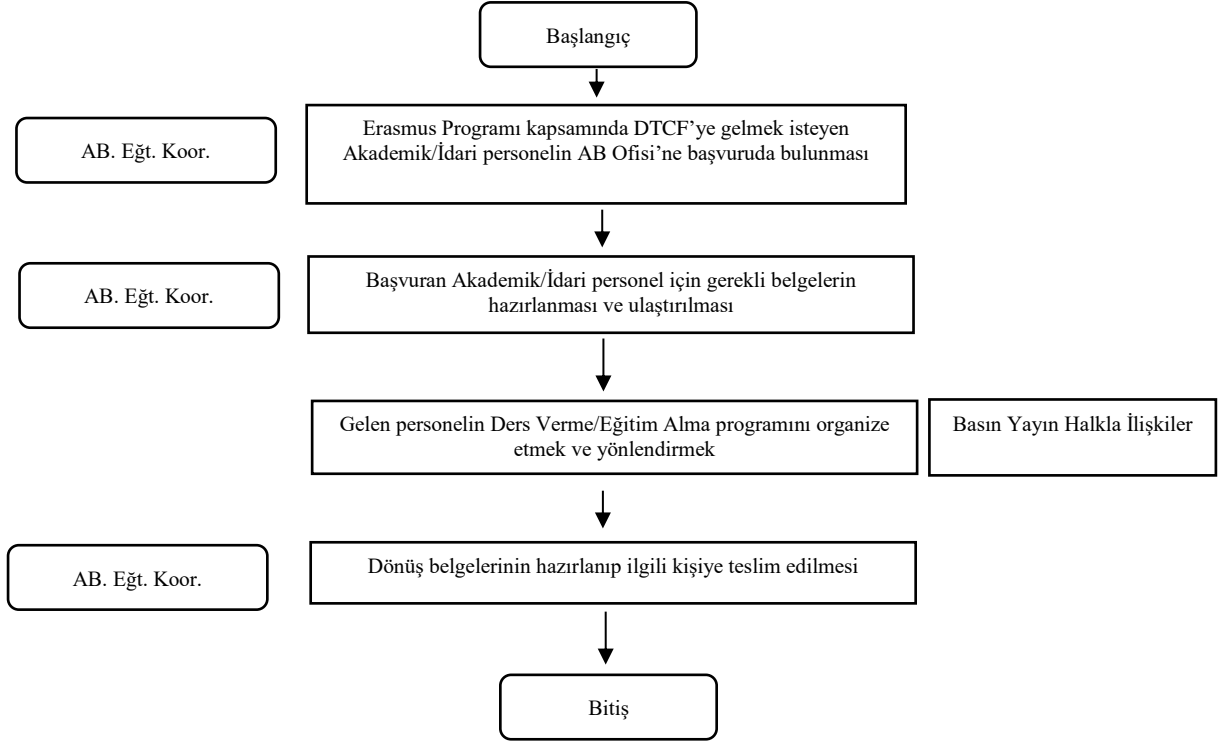 Başlangıç
AB. Eğt. Koor.
Erasmus Programı kapsamında DTCF’ye gelmek isteyen
Akademik/İdari personelin AB Ofisi’ne başvuruda bulunması
AB. Eğt. Koor.
Başvuran Akademik/İdari personel için gerekli belgelerin
hazırlanması ve ulaştırılması
Gelen personelin Ders Verme/Eğitim Alma programını organize
etmek ve yönlendirmek
Basın Yayın Halkla İlişkiler
AB. Eğt. Koor.
Dönüş belgelerinin hazırlanıp ilgili kişiye teslim edilmesi
Bitiş